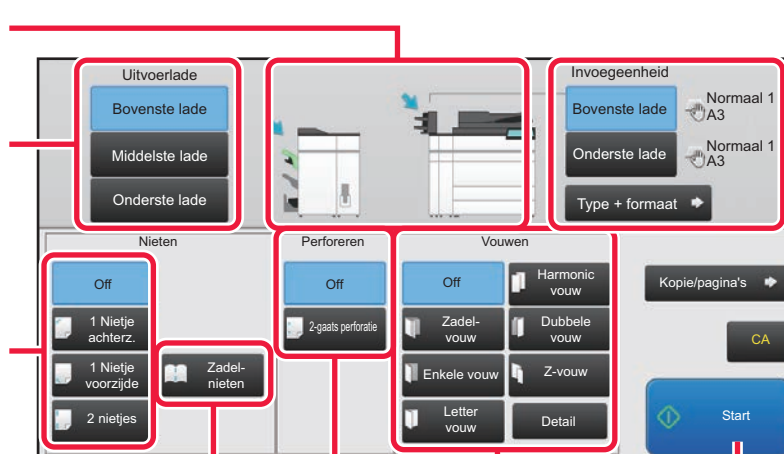 Uitvoerlade
Bovenste lade
Middelste lade
Onderste lade
Invoegeenheid
Bovenste lade
Normaal 1
A3
Onderste lade
Normaal 1
A3
Type + formaat
Nieten
Off
1 Nietje
achterz.
1 Nietje
voorzijde
2 nietjes
Zadel-
nieten
Perforeren
Off
2-gaats perforatie
Vouwen
Off
Harmonic
vouw
Zadel-
vouw
Dubbele
vouw
Enkele vouw
Z-vouw
Letter
vouw
Detail
Kopie/pagina's
CA
Start